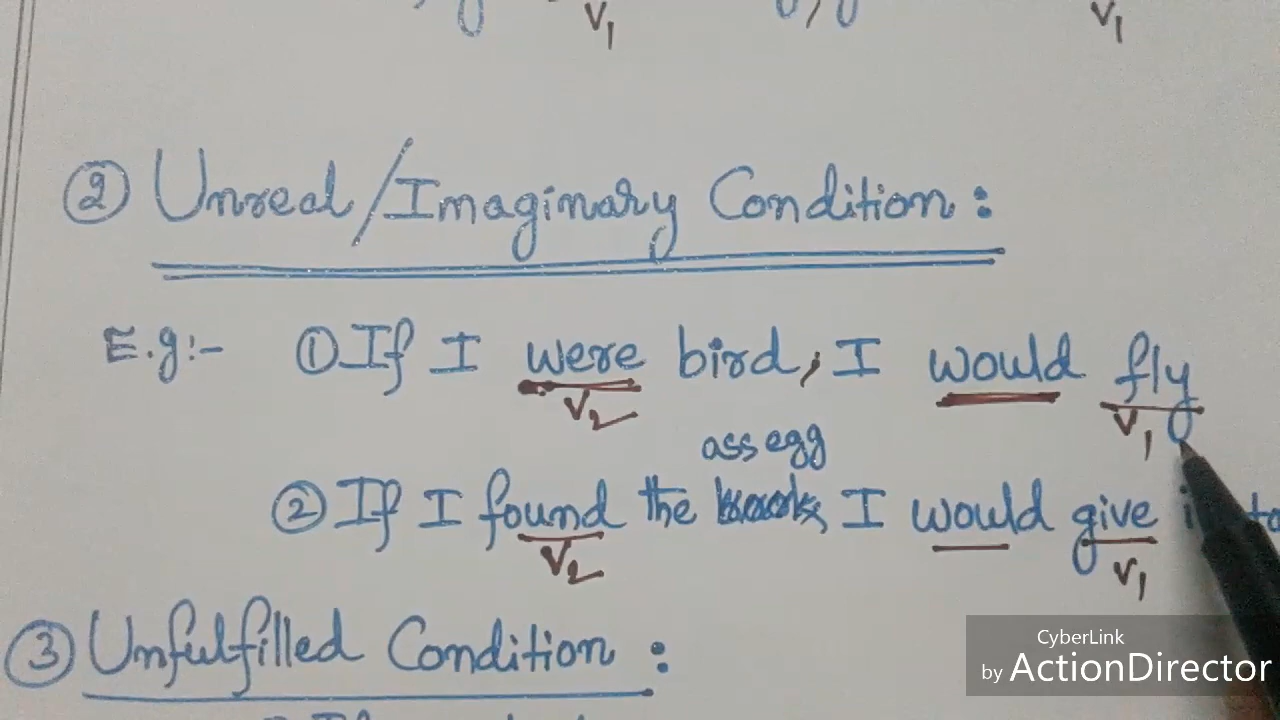 V1 V1
② Unreal/Imaginary Condition:
E.g:- ① If I were bird, I would fly
V2 V1
ass egg
② If I found the I would give to
V2 V1
③ Unfulfilled Condition:
CyberLink
by ActionDirector